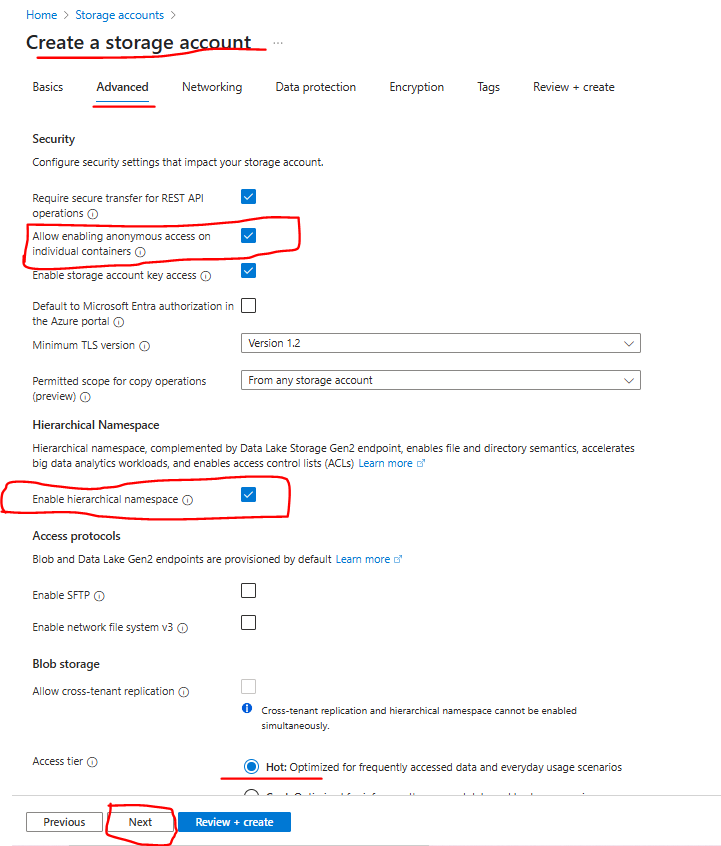 Home > Storage accounts >
Create a storage account ...
Basics Advanced Networking Data protection Encryption Tags Review + create
Security
Configure security settings that impact your storage account.
Require secure transfer for REST API
operations
Allow enabling anonymous access on
individual containers
Enable storage account key access
Default to Microsoft Entra authorization in
the Azure portal
Minimum TLS version
Version 1.2
Permitted scope for copy operations
(preview)
From any storage account
Hierarchical Namespace
Hierarchical namespace, complemented by Data Lake Storage Gen2 endpoint, enables file and directory semantics, accelerates
big data analytics workloads, and enables access control lists (ACLs) Learn more
Enable hierarchical namespace
Access protocols
Blob and Data Lake Gen2 endpoints are provisioned by default Learn more
Enable SFTP
Enable network file system v3
Blob storage
Allow cross-tenant replication
Cross-tenant replication and hierarchical namespace cannot be enabled
simultaneously.
Access tier
Hot: Optimized for frequently accessed data and everyday usage scenarios
Previous Next Review + create